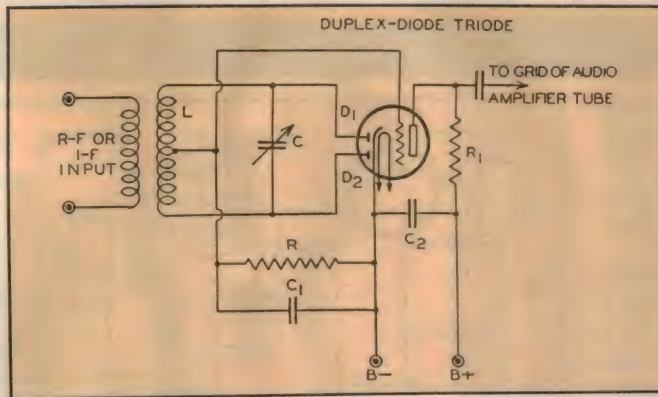 DUPLEX-DIODE TRIODE
TO GRID OF AUDIO
AMPLIFIER TUBE
R-F OR
I-F
INPUT
L
C
D1
D2
R1
C2
R
C1
B-
B+